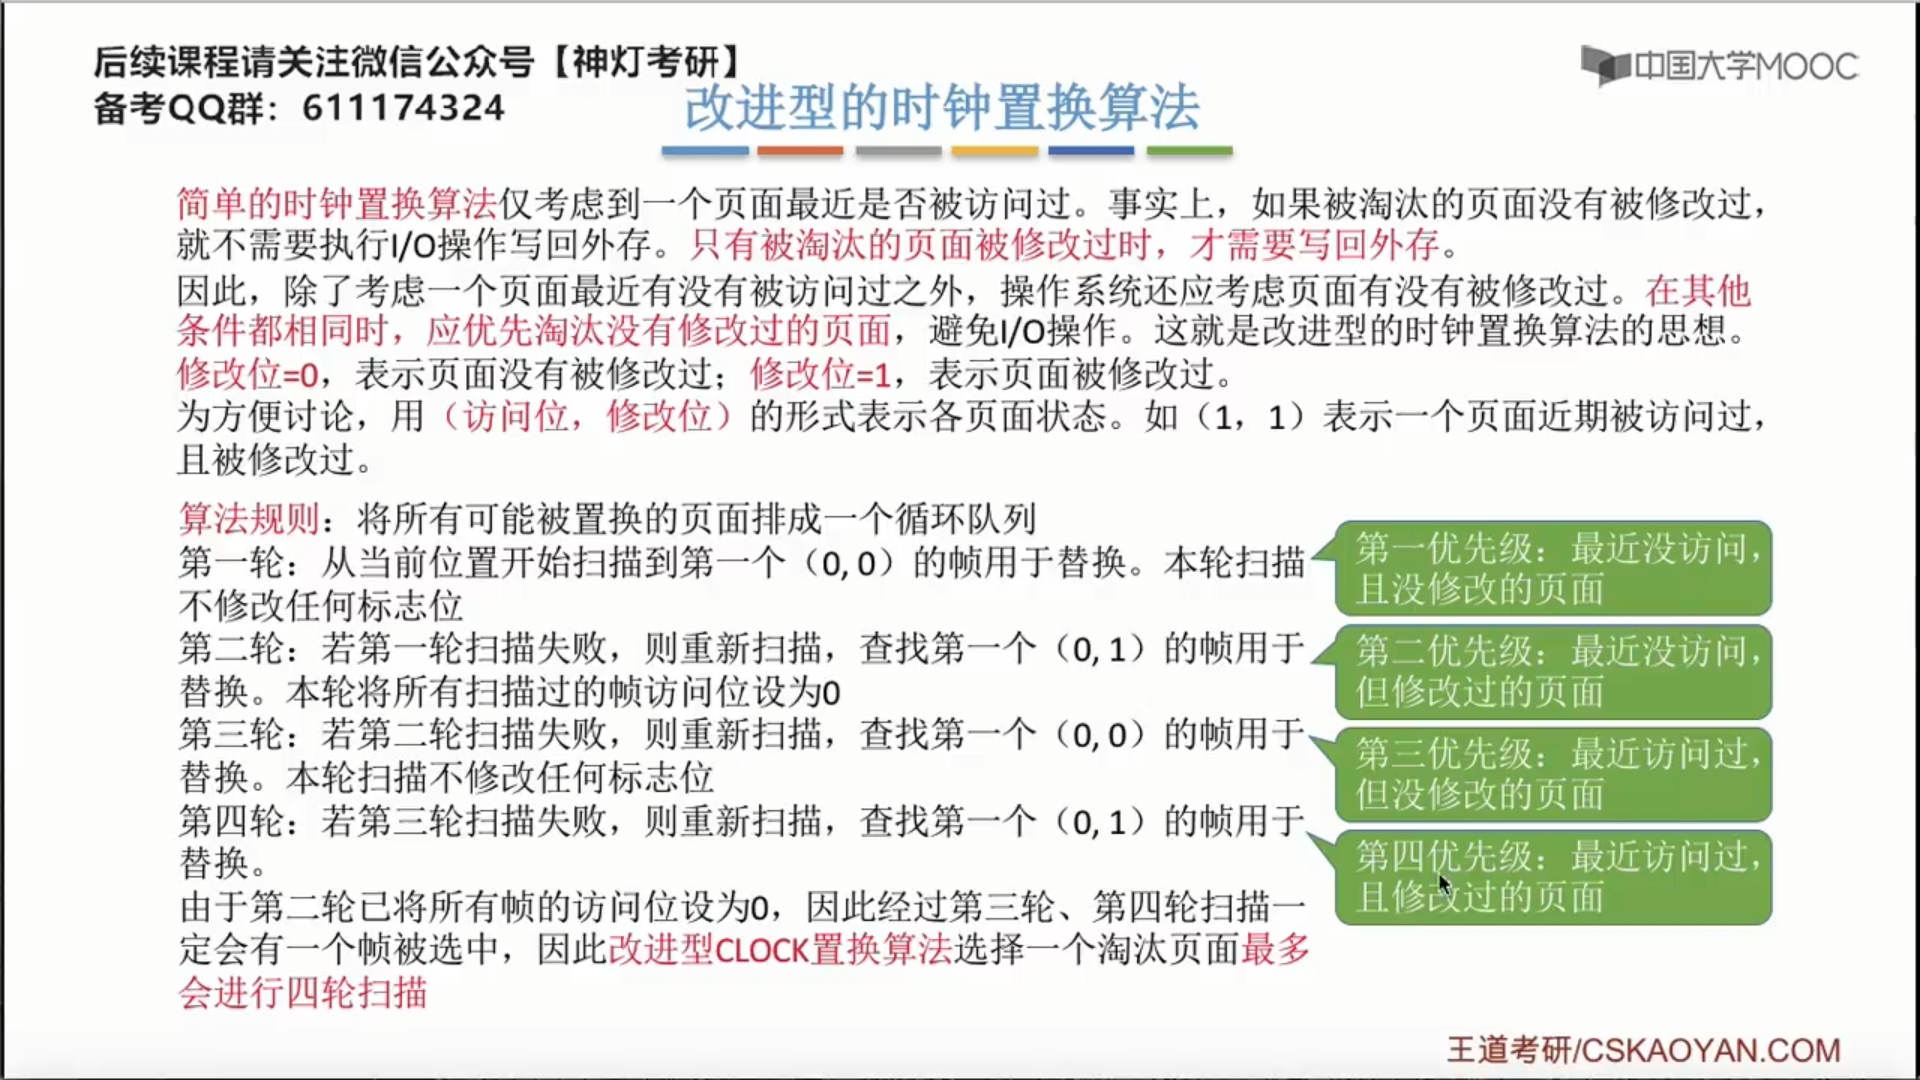 后续课程请关注微信公众号【神灯考研】
备考QQ群：611174324
中国大学MOOC
改进型的时钟置换算法
简单的时钟置换算法仅考虑到一个页面最近是否被访问过。事实上，如果被淘汰的页面没有被修改过，
就不需要执行I/O操作写回外存。只有被淘汰的页面被修改过时，才需要写回外存。
因此，除了考虑一个页面最近有没有被访问过之外，操作系统还应考虑页面有没有被修改过。在其他
条件都相同时，应优先淘汰没有修改过的页面，避免I/O操作。这就是改进型的时钟置换算法的思想。
修改位=0，表示页面没有被修改过；修改位=1，表示页面被修改过。
为方便讨论，用（访问位，修改位）的形式表示各页面状态。如（1，1）表示一个页面近期被访问过，
且被修改过。
算法规则：将所有可能被置换的页面排成一个循环队列
第一轮：从当前位置开始扫描到第一个（0, 0）的帧用于替换。本轮扫描
不修改任何标志位
第二轮：若第一轮扫描失败，则重新扫描，查找第一个（0, 1）的帧用于
替换。本轮将所有扫描过的帧访问位设为0
第三轮：若第二轮扫描失败，则重新扫描，查找第一个（0, 0）的帧用于
替换。本轮扫描不修改任何标志位
第四轮：若第三轮扫描失败，则重新扫描，查找第一个（0, 1）的帧用于
替换。
由于第二轮已将所有帧的访问位设为0，因此经过第三轮、第四轮扫描一
定会有一个帧被选中，因此改进型CLOCK置换算法选择一个淘汰页面最多
会进行四轮扫描
第一优先级：最近没访问，
且没修改的页面
第二优先级：最近没访问，
但修改过的页面
第三优先级：最近访问过，
但没修改的页面
第四优先级：最近访问过，
且修改过的页面
王道考研/CSKAOYAN.COM